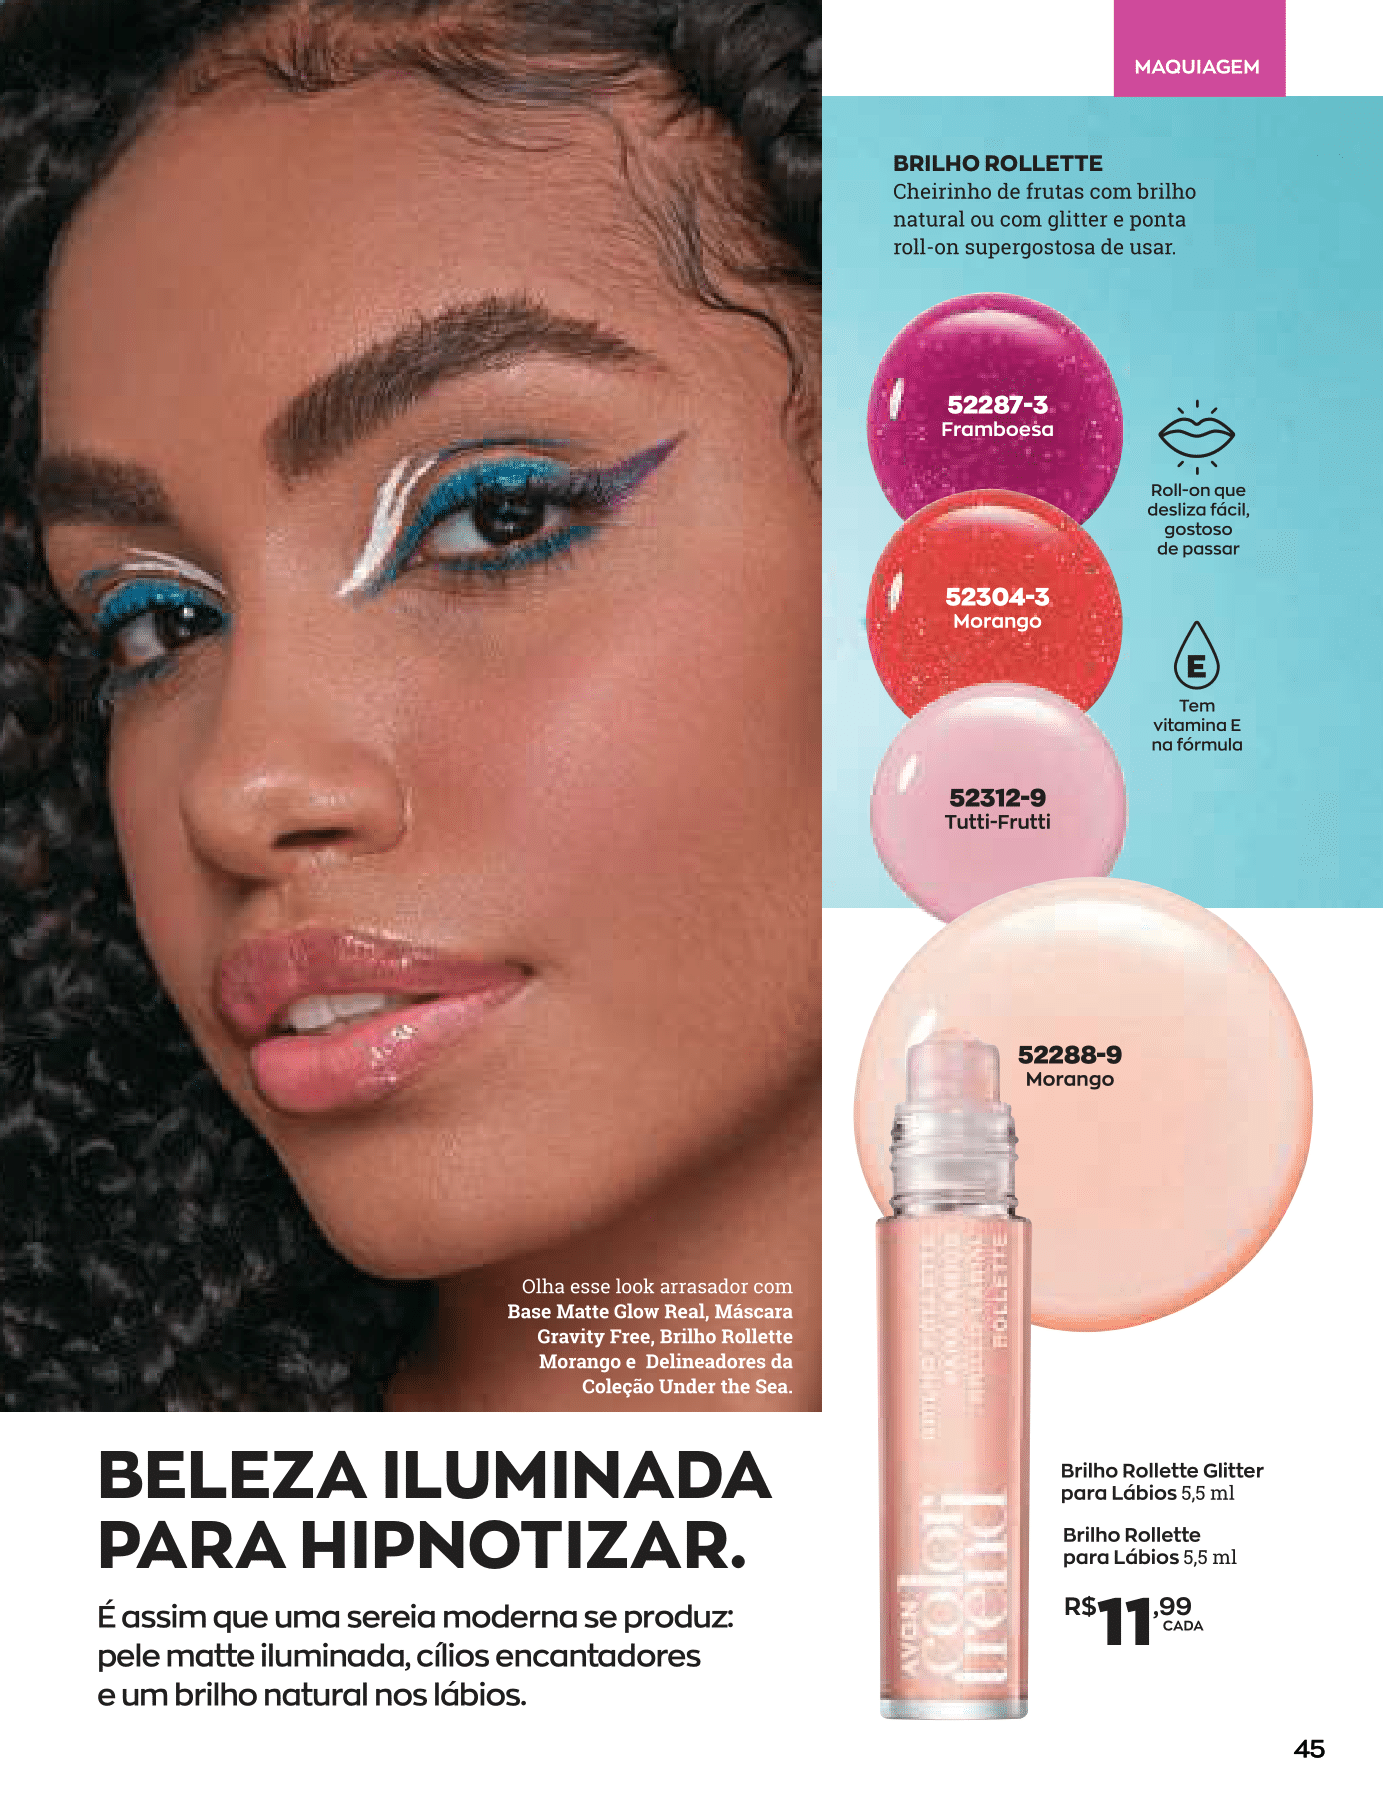 MAQUIAGEM
BRILHO ROLLETTE
Cheirinho de frutas com brilho
natural ou com glitter e ponta
roll-on supergostosa de usar.
52287-3
Framboesa
Roll-on que
desliza fácil,
gostoso
de passar
52304-3
Morango
E
Tem
vitamina E
na fórmula
52312-9
Tutti-Frutti
52288-9
Morango
ROLLETTE
AVON
color
trend
Olha esse look arrasador com
Base Matte Glow Real, Máscara
Gravity Free, Brilho Rollette
Morango e Delineadores da
Coleção Under the Sea.
BELEZA ILUMINADA
PARA HIPNOTIZAR.
É assim que uma sereia moderna se produz:
pele matte iluminada, cílios encantadores
e um brilho natural nos lábios.
Brilho Rollette Glitter
para Lábios 5,5 ml
Brilho Rollette
para Lábios 5,5 ml
R$11,99
CADA
45